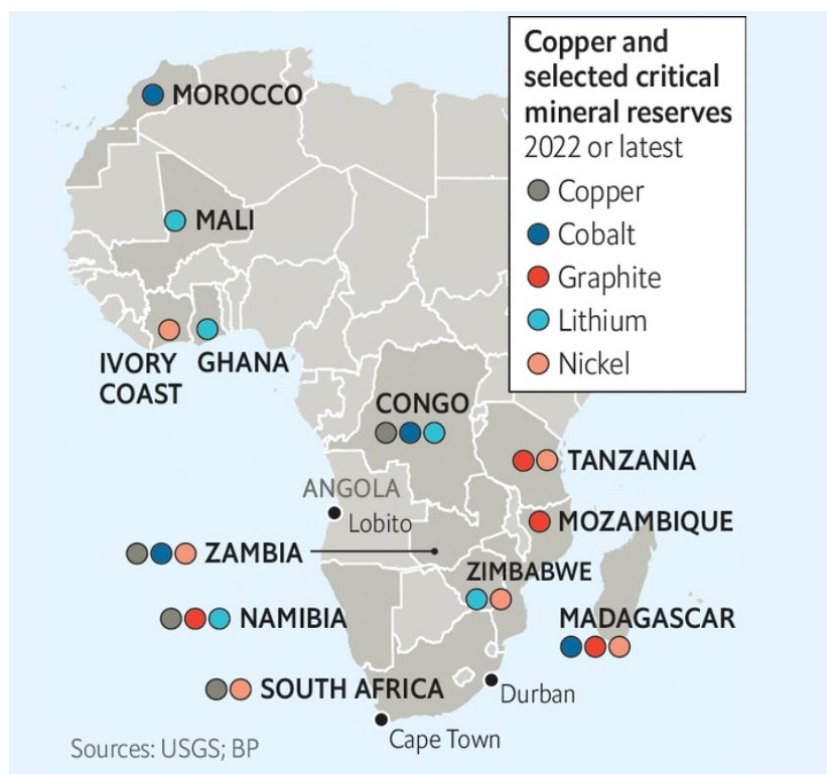 Copper and
selected critical
mineral reserves
2022 or latest
Copper
Cobalt
Graphite
Lithium
Nickel
MOROCCO
MALI
IVORY
COAST
GHANA
CONGO
TANZANIA
ANGOLA
Lobito
MOZAMBIQUE
ZAMBIA
ZIMBABWE
NAMIBIA
MADAGASCAR
SOUTH AFRICA
Durban
Cape Town
Sources: USGS; BP